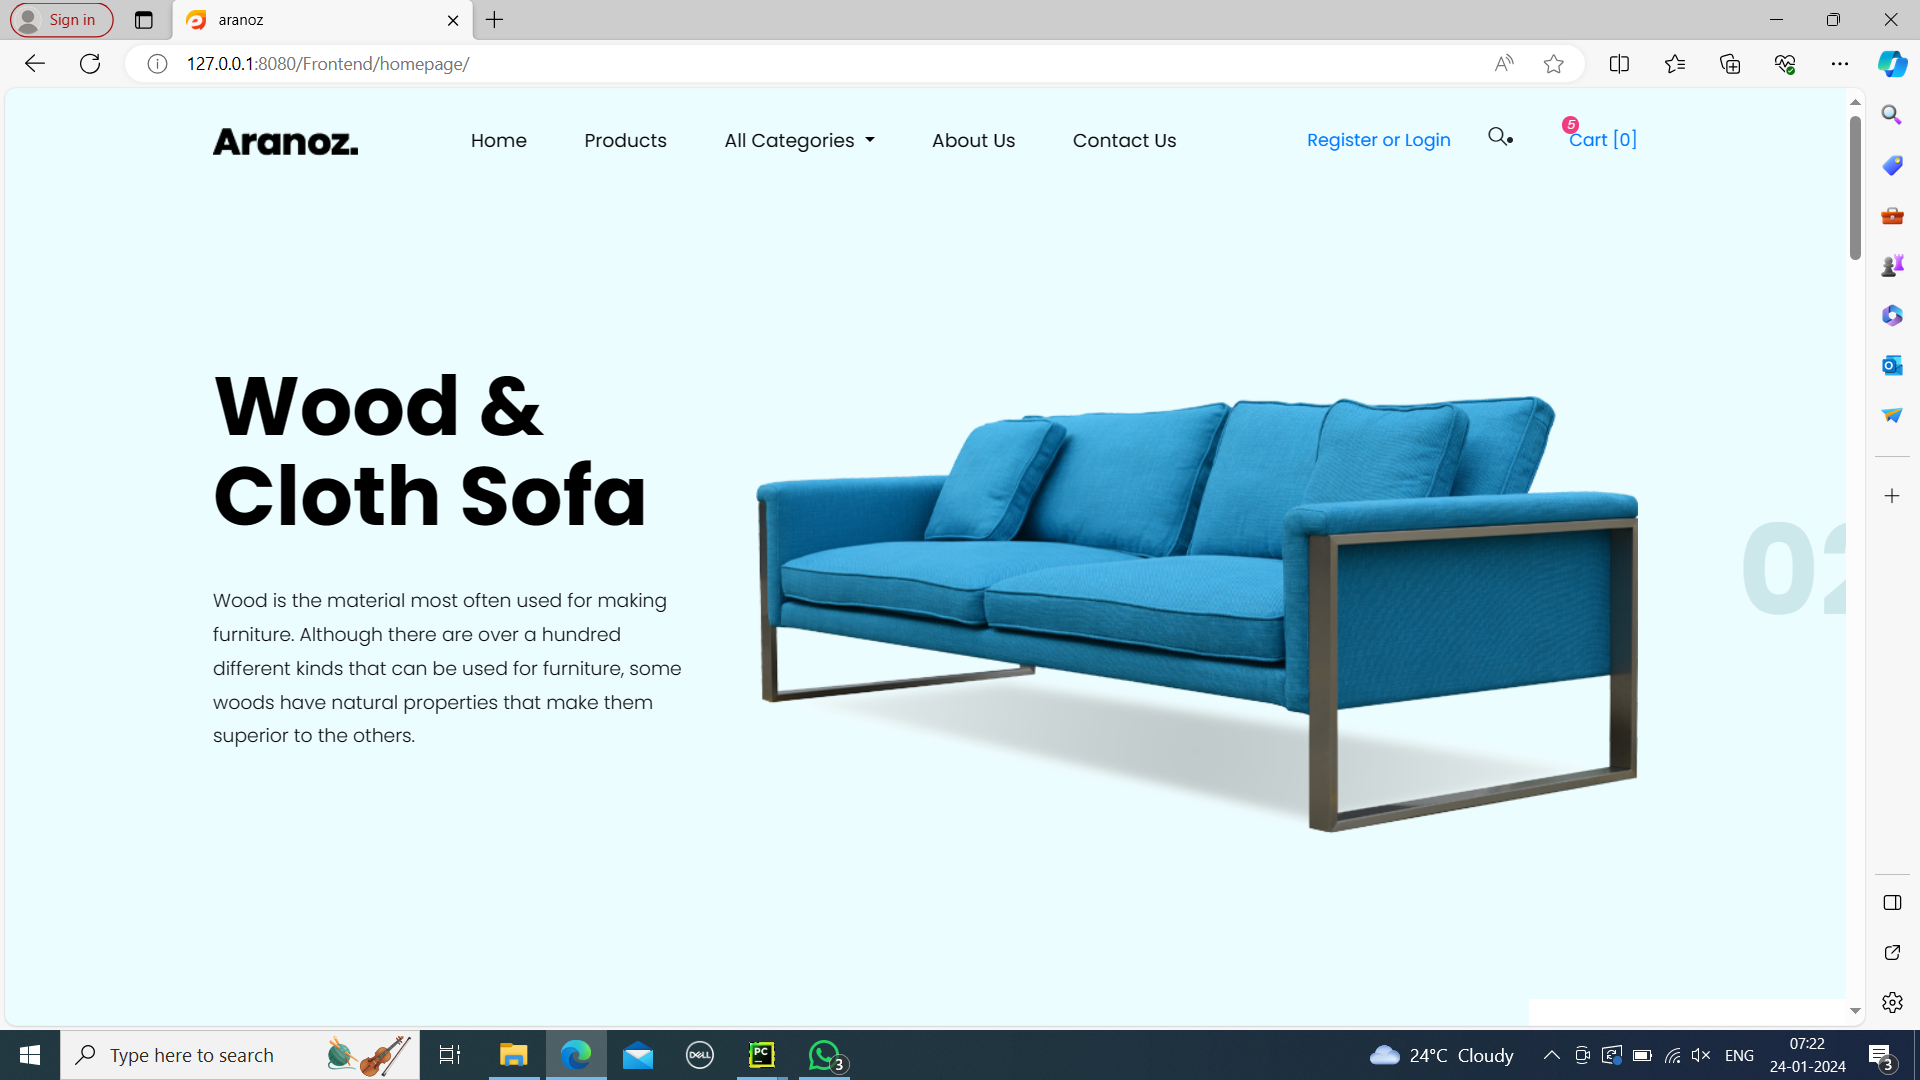 Sign in
aranoz
127.0.0.1:8080/Frontend/homepage/
Aranoz.
Home
Products
All Categories
About Us
Contact Us
Register or Login
5
Cart [0]
Wood &
Cloth Sofa
Wood is the material most often used for making
furniture. Although there are over a hundred
different kinds that can be used for furniture, some
woods have natural properties that make them
superior to the others.
02
Type here to search
DELL
PC
3
24°C Cloudy
ENG
07:22
24-01-2024
3